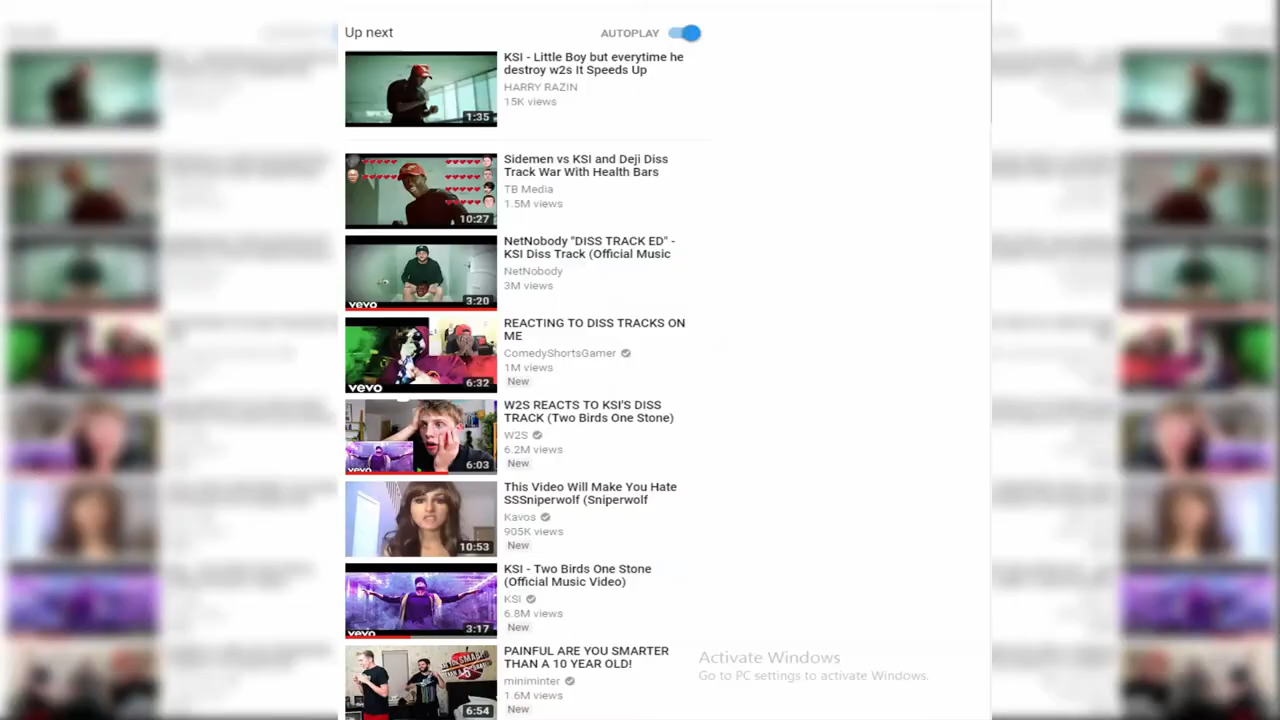 Up next
AUTOPLAY
KSI - Little Boy but everytime he
destroy w2s It Speeds Up
HARRY RAZIN
15K views
1:35
Sidemen vs KSI and Deji Diss
Track War With Health Bars
TB Media
1.5M views
10:27
NetNobody "DISS TRACK ED" -
KSI Diss Track (Official Music
NetNobody
3M views
vevo
3:20
REACTING TO DISS TRACKS ON
ME
ComedyShortsGamer
1M views
New
vevo
6:32
W2S REACTS TO KSI'S DISS
TRACK (Two Birds One Stone)
W2S
6.2M views
New
vevo
6:03
This Video Will Make You Hate
SSSniperwolf (Sniperwolf
Kavos
905K views
New
10:53
KSI - Two Birds One Stone
(Official Music Video)
KSI
6.8M views
New
vevo
3:17
PAINFUL ARE YOU SMARTER
THAN A 10 YEAR OLD!
miniminter
1.6M views
New
6:54
Activate Windows
Go to PC settings to activate Windows.